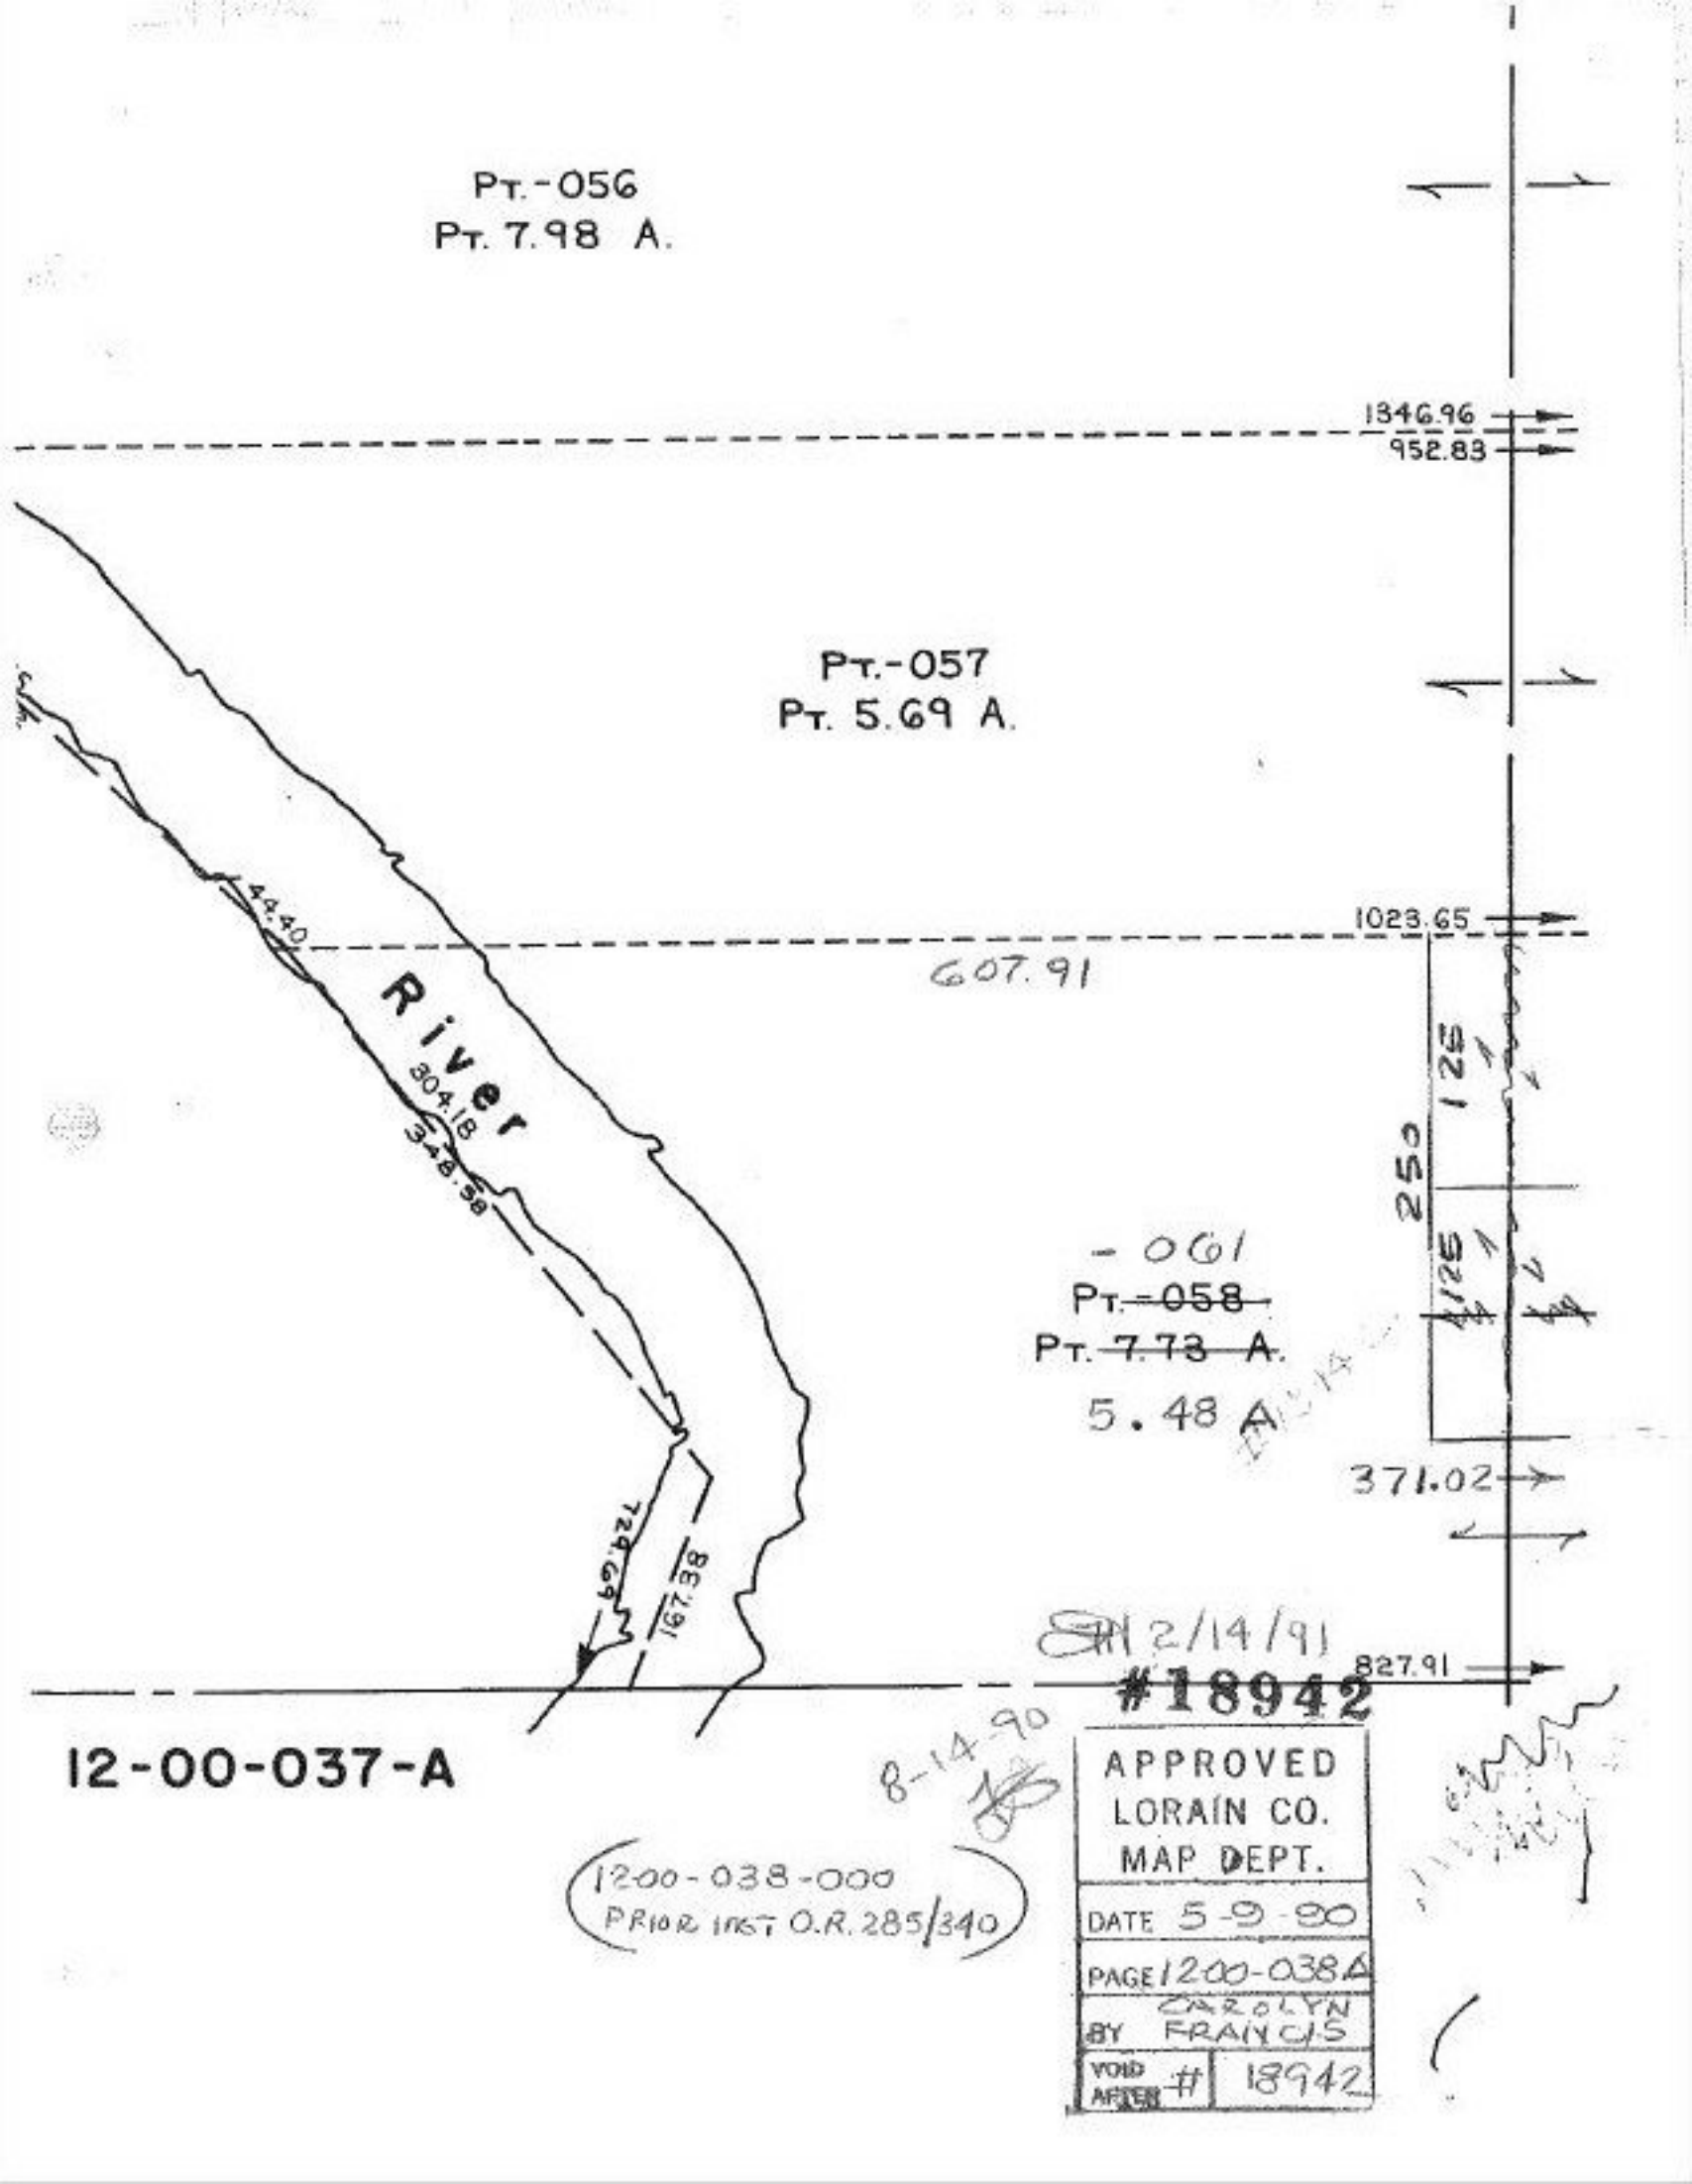 PT.-056
PT. 7.98 A.
1346.96
952.83
PT.-057
PT. 5.69 A.
44.40
1023.65
607.91
River
304.18
348.58
125
250
125
- 061
PT.-058
PT. 7.73 A.
5.48 A
371.02
729.69
167.38
2/14/91
827.91
#18942
12-00-037-A
8-14-90
APPROVED
LORAIN CO.
MAP DEPT.
DATE 5-9-90
PAGE 1200-038A
BY CAROLYN
FRANCIS
VOID
AFTER # 18942
1200-038-000
PRIOR INST O.R. 285/340